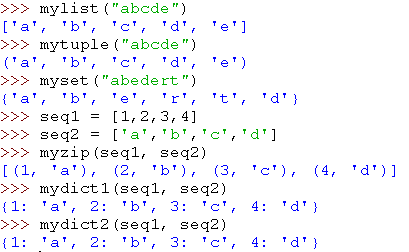 >>> mylist("abcde")
['a', 'b', 'c', 'd', 'e']
>>> mytuple("abcde")
('a', 'b', 'c', 'd', 'e')
>>> myset("abedert")
{'a', 'b', 'e', 'r', 't', 'd'}
>>> seq1 = [1,2,3,4]
>>> seq2 = ['a','b','c','d']
>>> myzip(seq1, seq2)
[(1, 'a'), (2, 'b'), (3, 'c'), (4, 'd')]
>>> mydict1(seq1, seq2)
{1: 'a', 2: 'b', 3: 'c', 4: 'd'}
>>> mydict2(seq1, seq2)
{1: 'a', 2: 'b', 3: 'c', 4: 'd'}